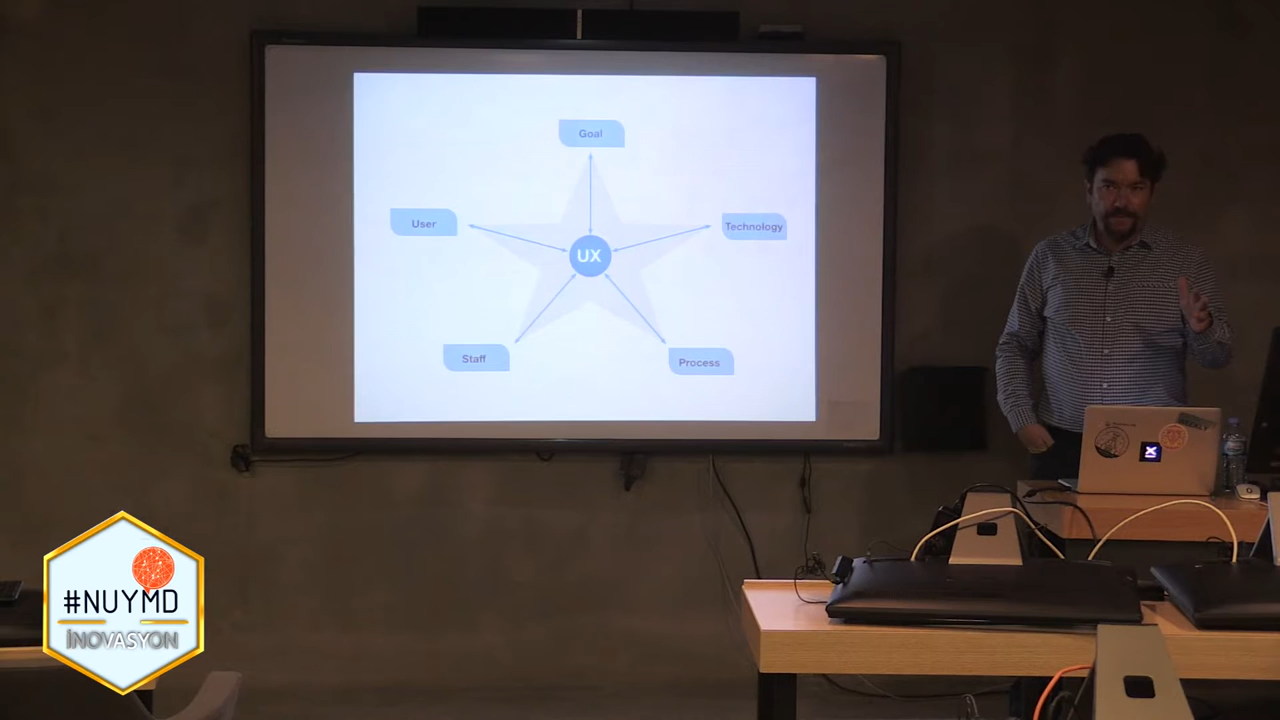 Goal
User
Technology
UX
Staff
Process
#NUYMD
İNOVASYON